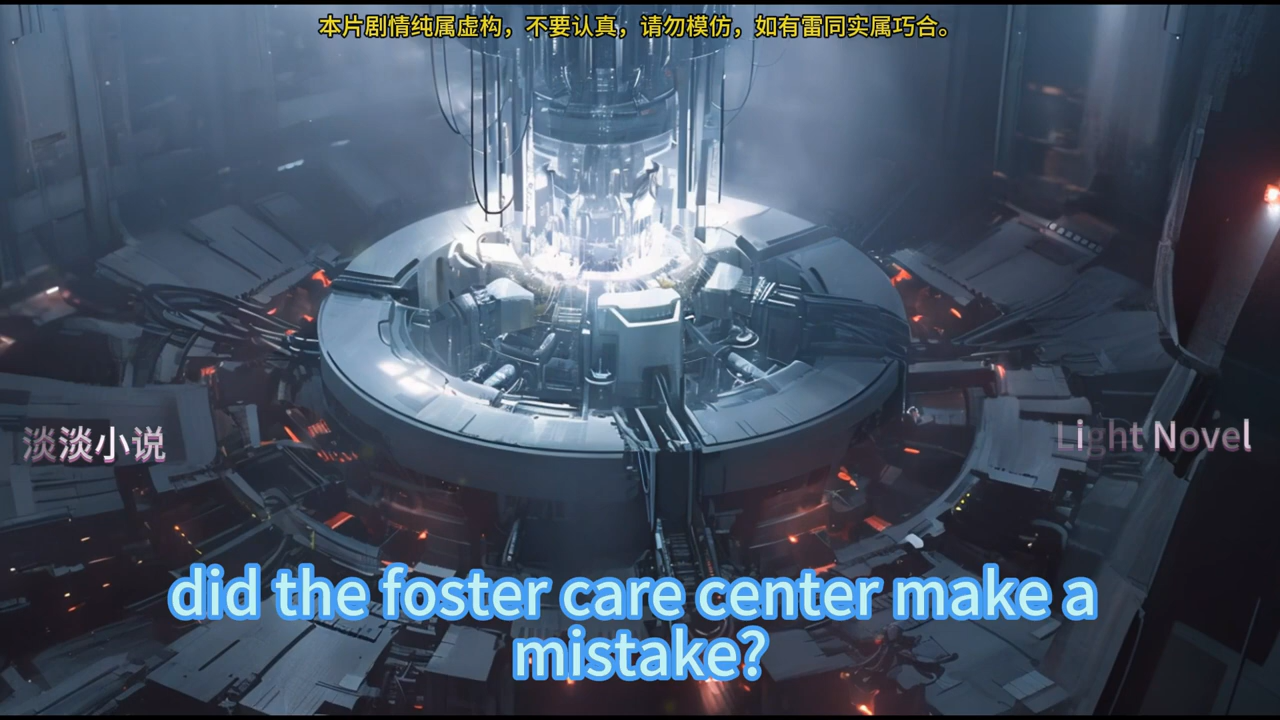 本片剧情纯属虚构，不要认真，请勿模仿，如有雷同实属巧合。
淡淡小说
Light Novel
did the foster care center make a
mistake?